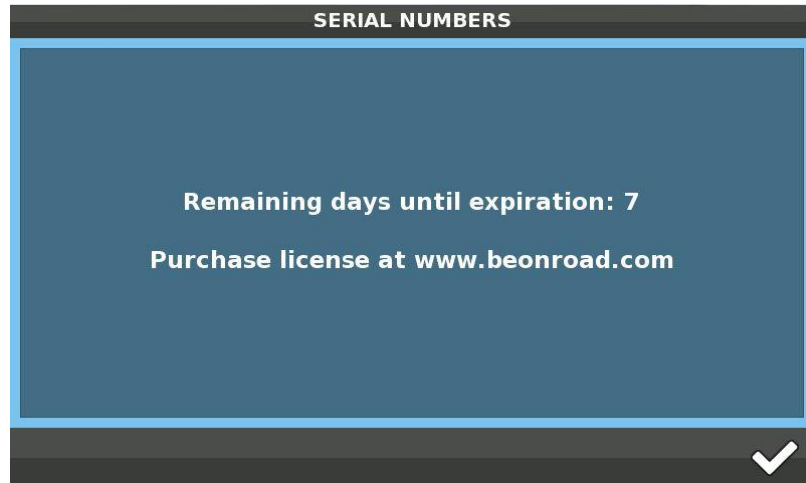 SERIAL NUMBERS
Remaining days until expiration: 7
Purchase license at www.beonroad.com